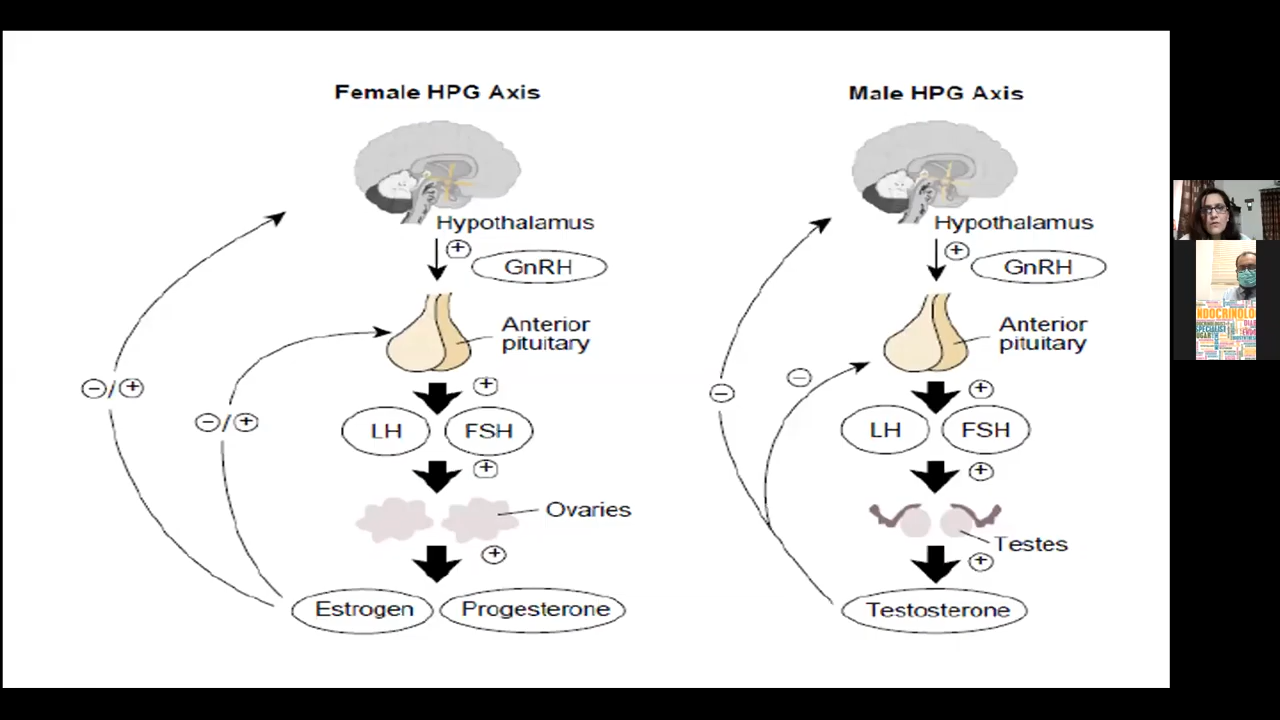 Female HPG Axis
Hypothalamus
+
GnRH
Anterior
pituitary
−/+
−/+
+
LH
FSH
+
Ovaries
+
Estrogen
Progesterone
Male HPG Axis
Hypothalamus
+
GnRH
Anterior
pituitary
−
−
+
LH
FSH
+
Testes
+
Testosterone